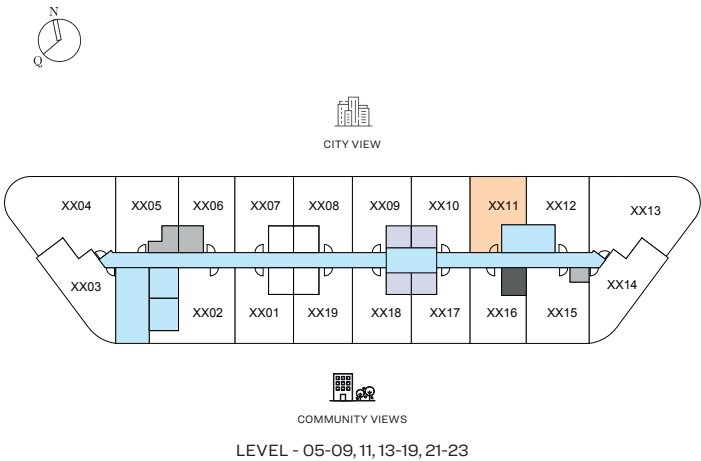 N
Q
CITY VIEW
XX04 XX05 XX06 XX07 XX08 XX09 XX10 XX11 XX12 XX13
XX03 XX02 XX01 XX19 XX18 XX17 XX16 XX15 XX14
COMMUNITY VIEWS
LEVEL - 05-09, 11, 13-19, 21-23